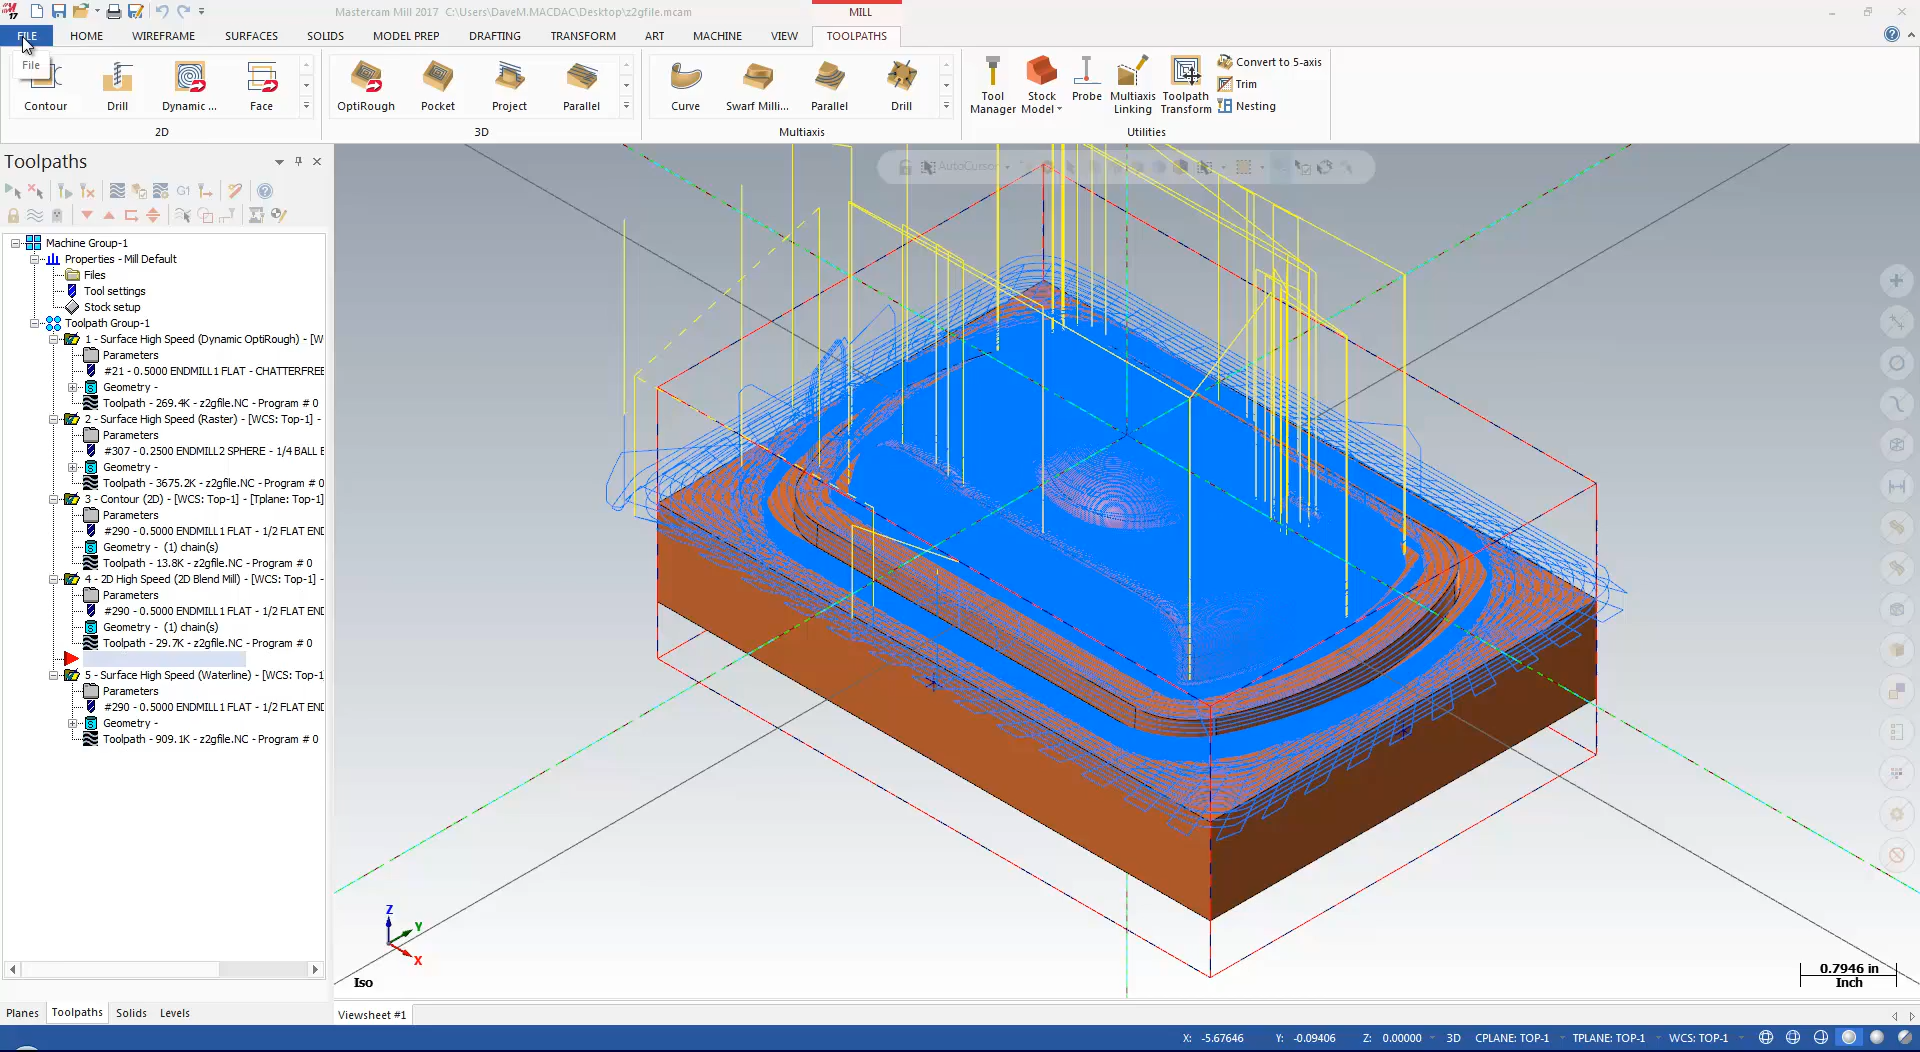 17
Mastercam Mill 2017 C:\Users\DaveM.MACDAC\Desktop\z2gfile.mcam
MILL
FILE HOME WIREFRAME SURFACES SOLIDS MODEL PREP DRAFTING TRANSFORM ART MACHINE VIEW TOOLPATHS
File
Contour Drill Dynamic ... Face
OptiRough Pocket Project Parallel
Curve Swarf Milli... Parallel Drill
Tool Manager
Stock Model
Probe
Multiaxis Linking
Toolpath Transform
Convert to 5-axis
Trim
Nesting
2D 3D Multiaxis Utilities
Toolpaths
AutoCursor
G1
Machine Group-1
Properties - Mill Default
Files
Tool settings
Stock setup
Toolpath Group-1
1 - Surface High Speed (Dynamic OptiRough) - [W
Parameters
#21 - 0.5000 ENDMILL1 FLAT - CHATTERFREE
Geometry -
Toolpath - 269.4K - z2gfile.NC - Program # 0
2 - Surface High Speed (Raster) - [WCS: Top-1] -
Parameters
#307 - 0.2500 ENDMILL2 SPHERE - 1/4 BALL E
Geometry -
Toolpath - 3675.2K - z2gfile.NC - Program # 0
3 - Contour (2D) - [WCS: Top-1] - [Tplane: Top-1]
Parameters
#290 - 0.5000 ENDMILL1 FLAT - 1/2 FLAT END
Geometry - (1) chain(s)
Toolpath - 13.8K - z2gfile.NC - Program # 0
4 - 2D High Speed (2D Blend Mill) - [WCS: Top-1] -
Parameters
#290 - 0.5000 ENDMILL1 FLAT - 1/2 FLAT END
Geometry - (1) chain(s)
Toolpath - 29.7K - z2gfile.NC - Program # 0
5 - Surface High Speed (Waterline) - [WCS: Top-1
Parameters
#290 - 0.5000 ENDMILL1 FLAT - 1/2 FLAT END
Geometry -
Toolpath - 909.1K - z2gfile.NC - Program # 0
Z
Y
X
Iso
0.7946 in
Inch
Planes Toolpaths Solids Levels
Viewsheet #1
X: -5.67646 Y: -0.09406 Z: 0.00000 3D CPLANE: TOP-1 TPLANE: TOP-1 WCS: TOP-1